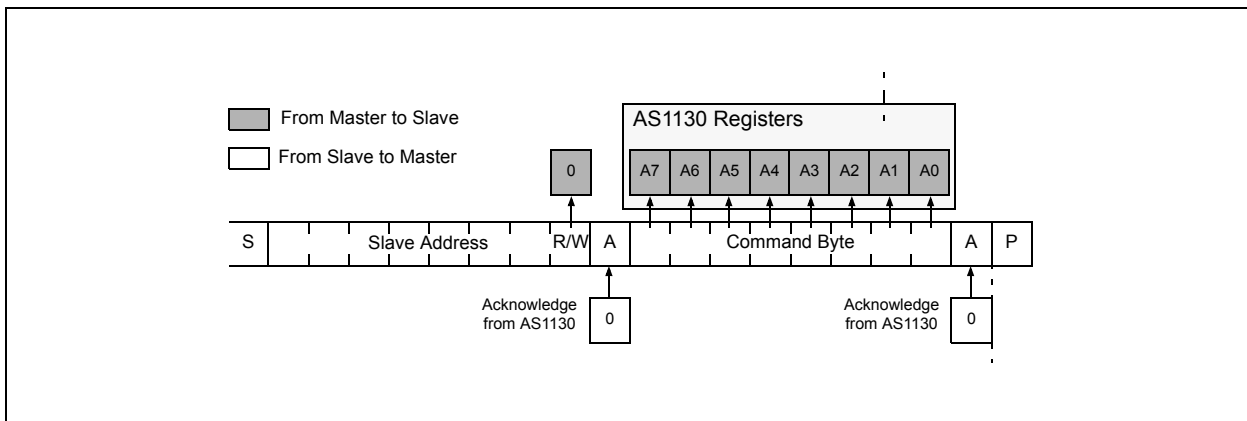 From Master to Slave
From Slave to Master
AS1130 Registers
0
A7 A6 A5 A4 A3 A2 A1 A0
S Slave Address R/W A Command Byte A P
Acknowledge
from AS1130
0
Acknowledge
from AS1130
0